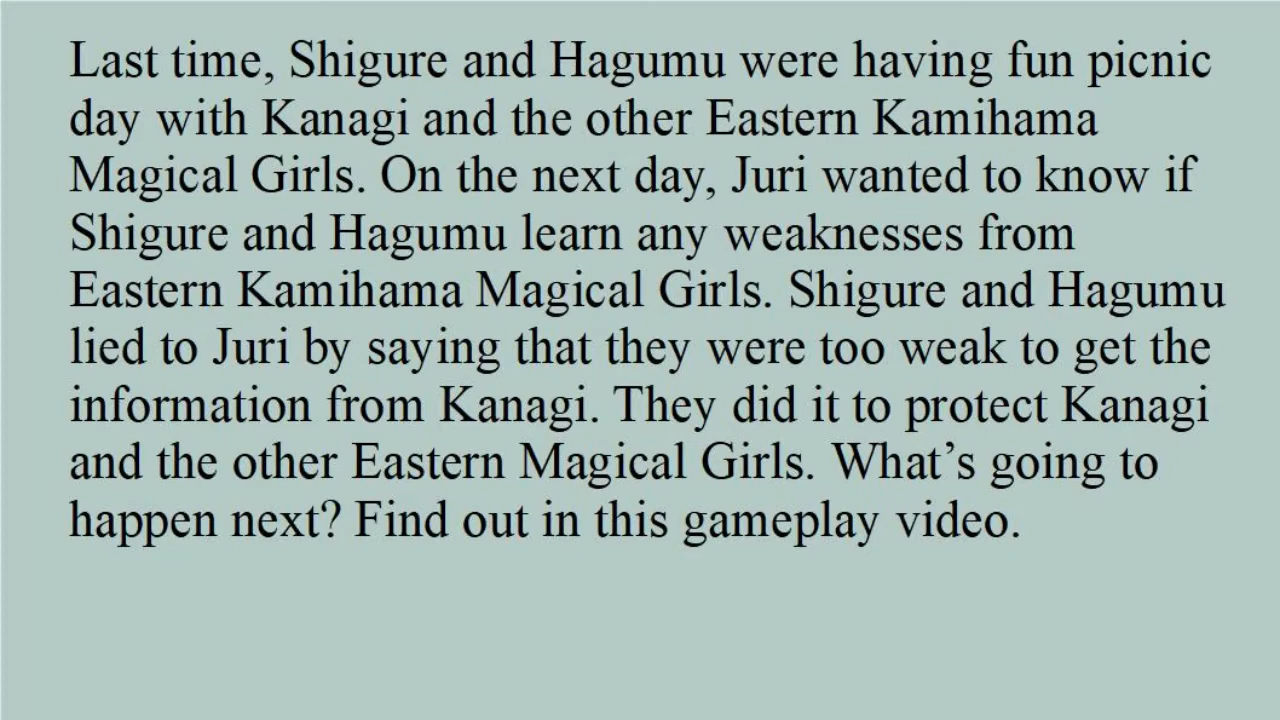 Last time, Shigure and Hagumu were having fun picnic
day with Kanagi and the other Eastern Kamihama
Magical Girls. On the next day, Juri wanted to know if
Shigure and Hagumu learn any weaknesses from
Eastern Kamihama Magical Girls. Shigure and Hagumu
lied to Juri by saying that they were too weak to get the
information from Kanagi. They did it to protect Kanagi
and the other Eastern Magical Girls. What’s going to
happen next? Find out in this gameplay video.